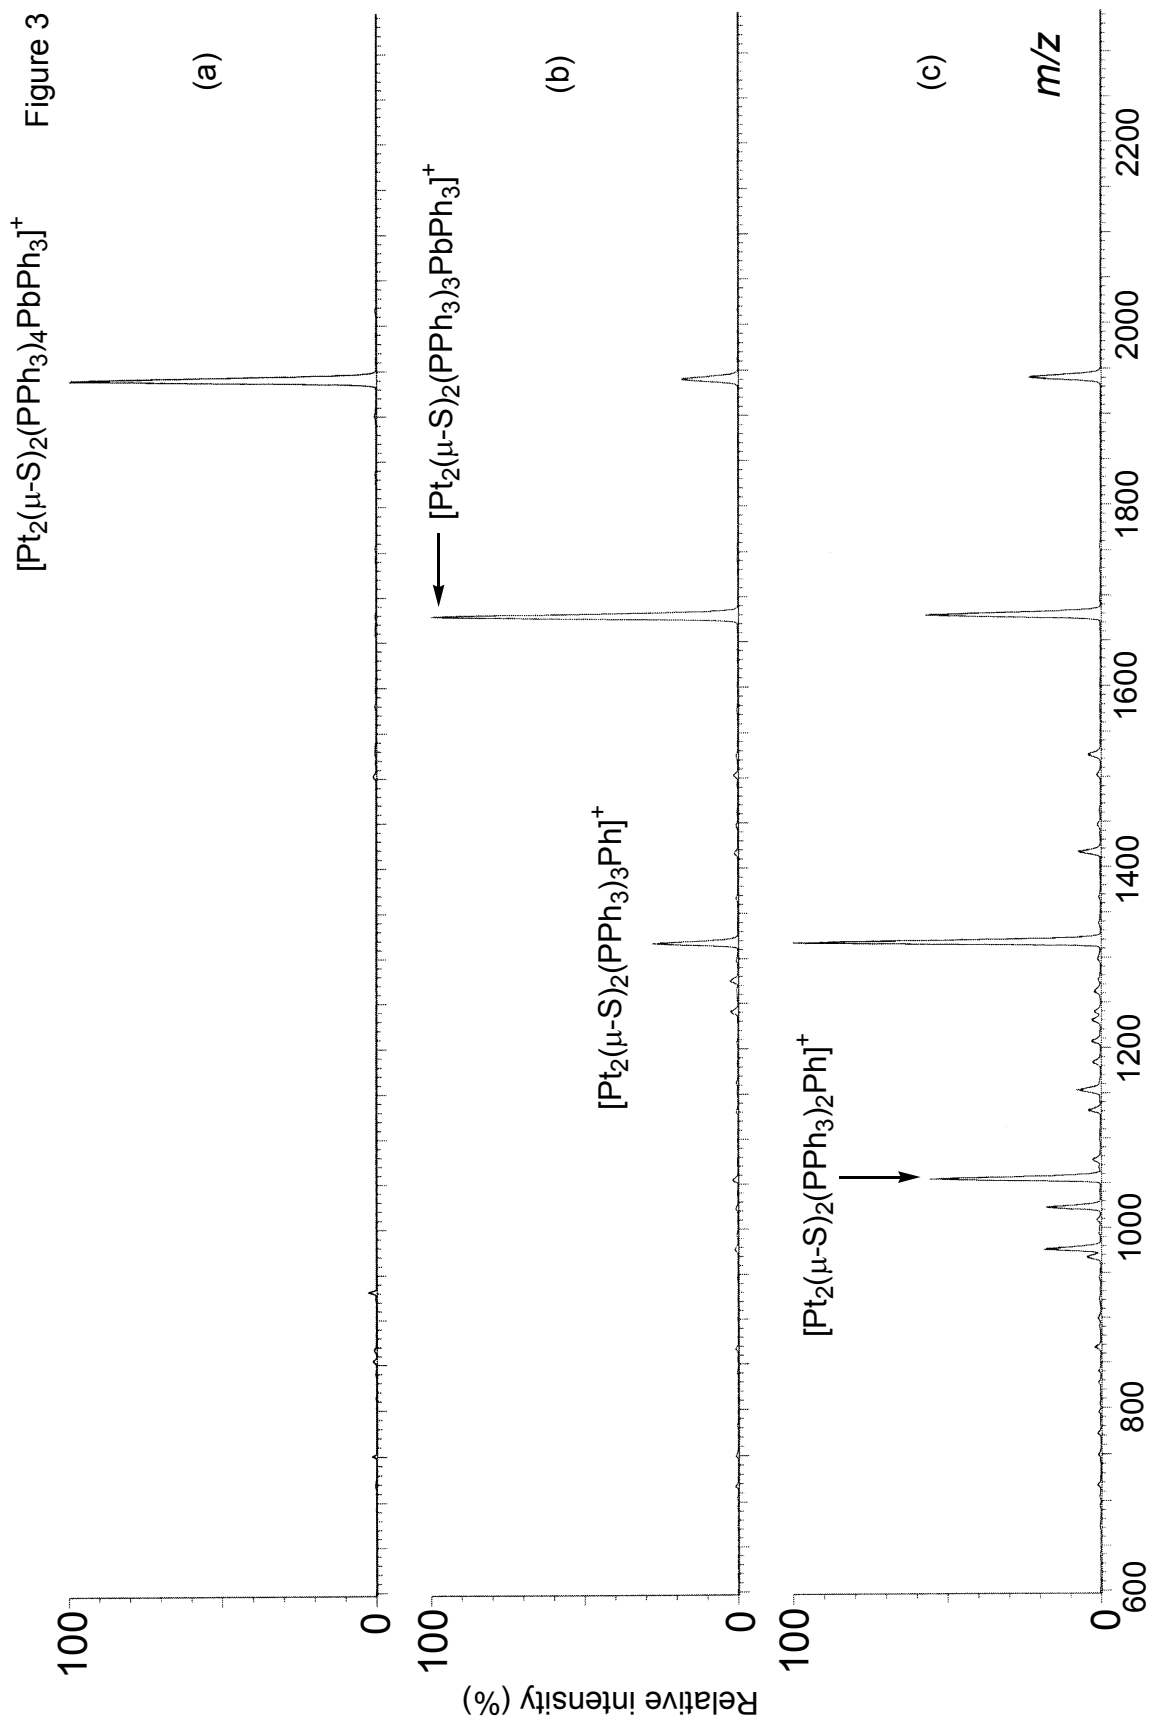 Figure 3
[Pt₂(μ-S)₂(PPh₃)₄PbPh₃]⁺
(a)
100
0
[Pt₂(μ-S)₂(PPh₃)₃PbPh₃]⁺
[Pt₂(μ-S)₂(PPh₃)₃Ph]⁺
(b)
100
0
[Pt₂(μ-S)₂(PPh₃)₂Ph]⁺
(c)
100
0
Relative intensity (%)
600 800 1000 1200 1400 1600 1800 2000 2200
m/z